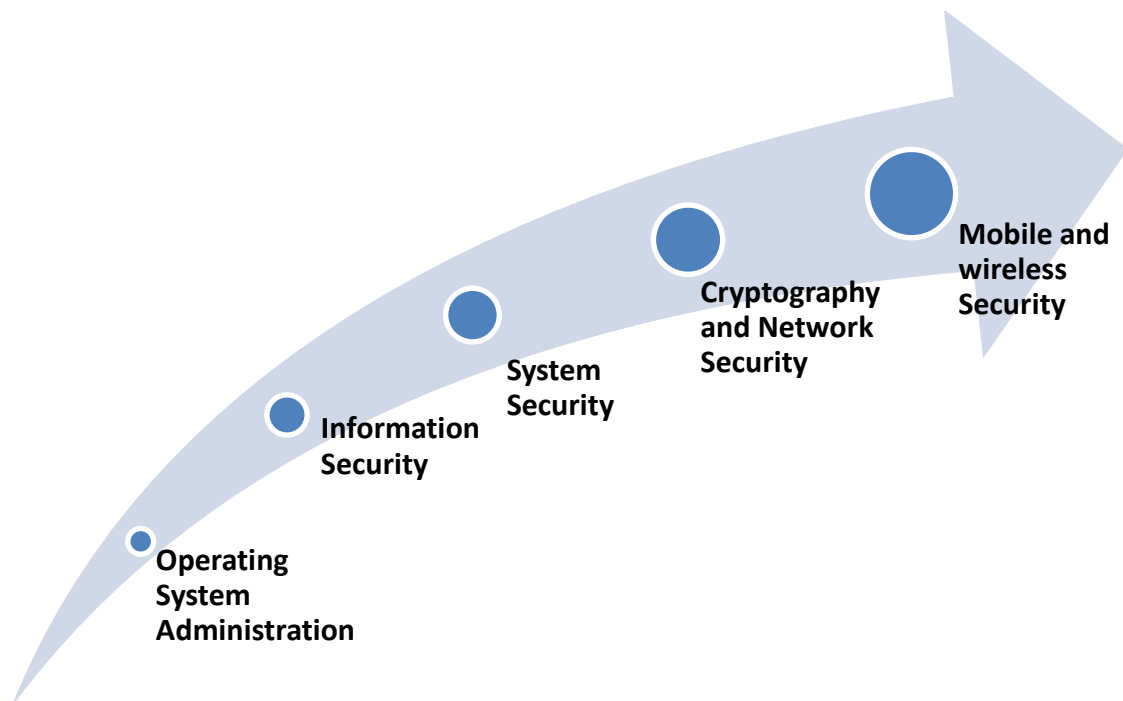 Operating
System
Administration
Information
Security
System
Security
Cryptography
and Network
Security
Mobile and
wireless
Security